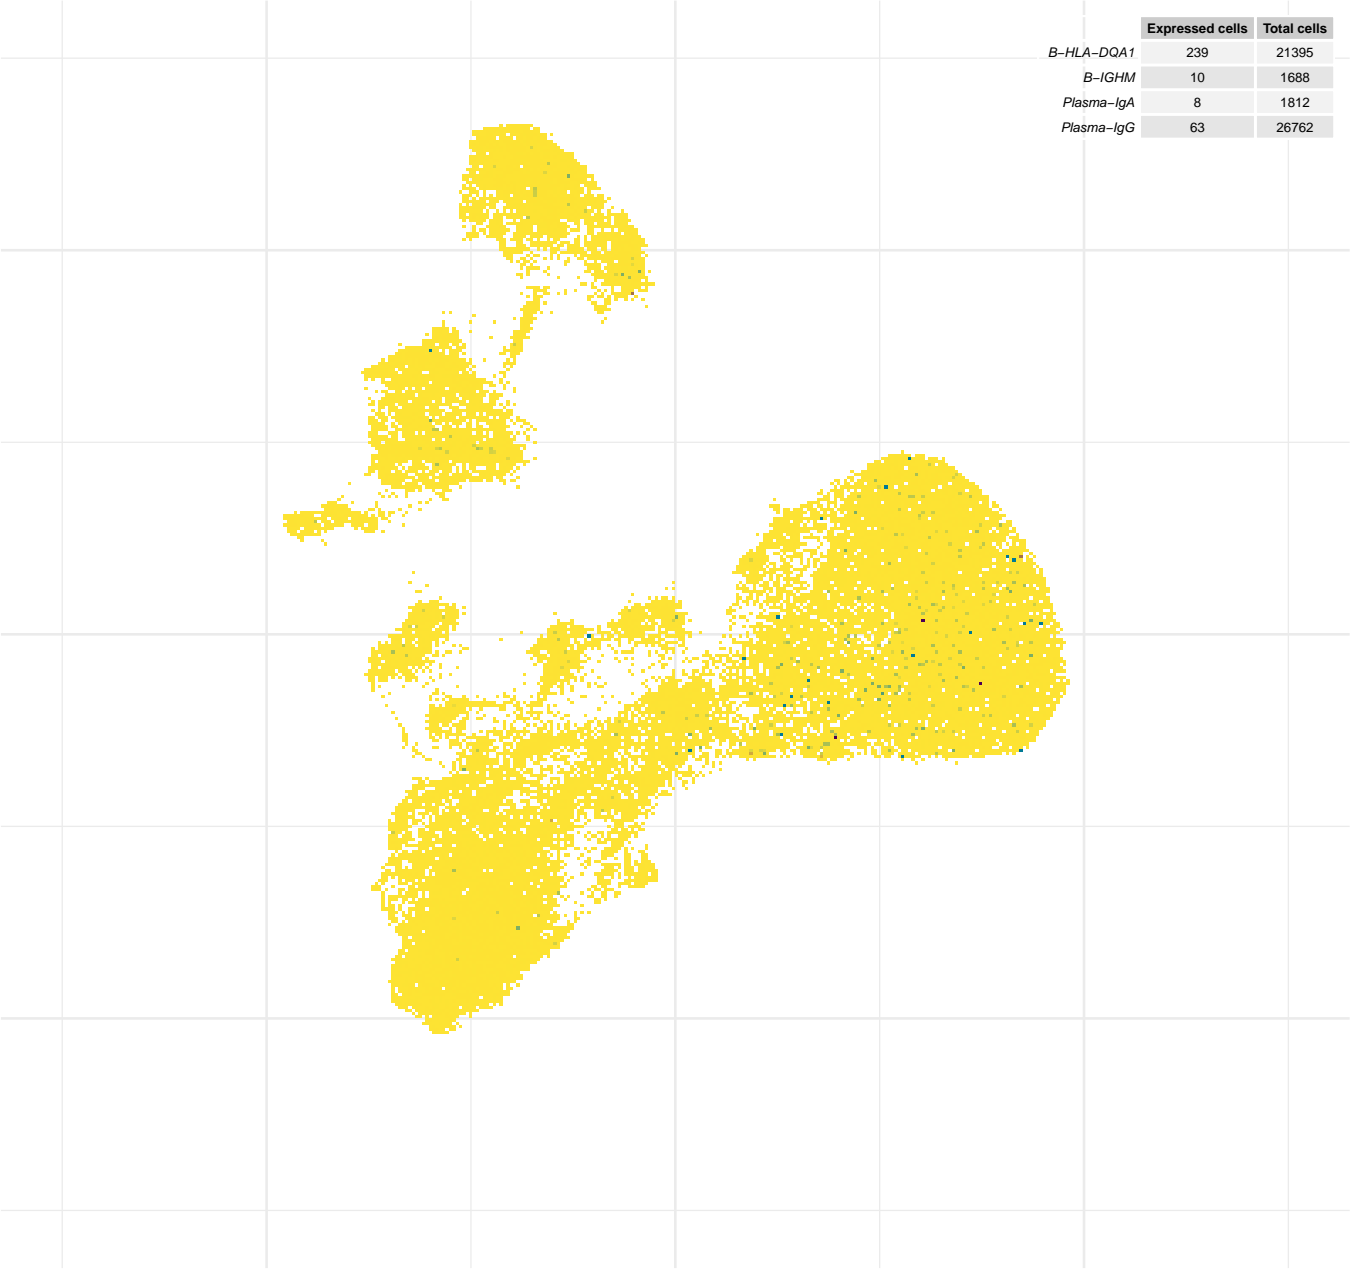 Expressed cells Total cells
B−HLA−DQA1 239 21395
B−IGHM 10 1688
Plasma−IgA 8 1812
Plasma−IgG 63 26762